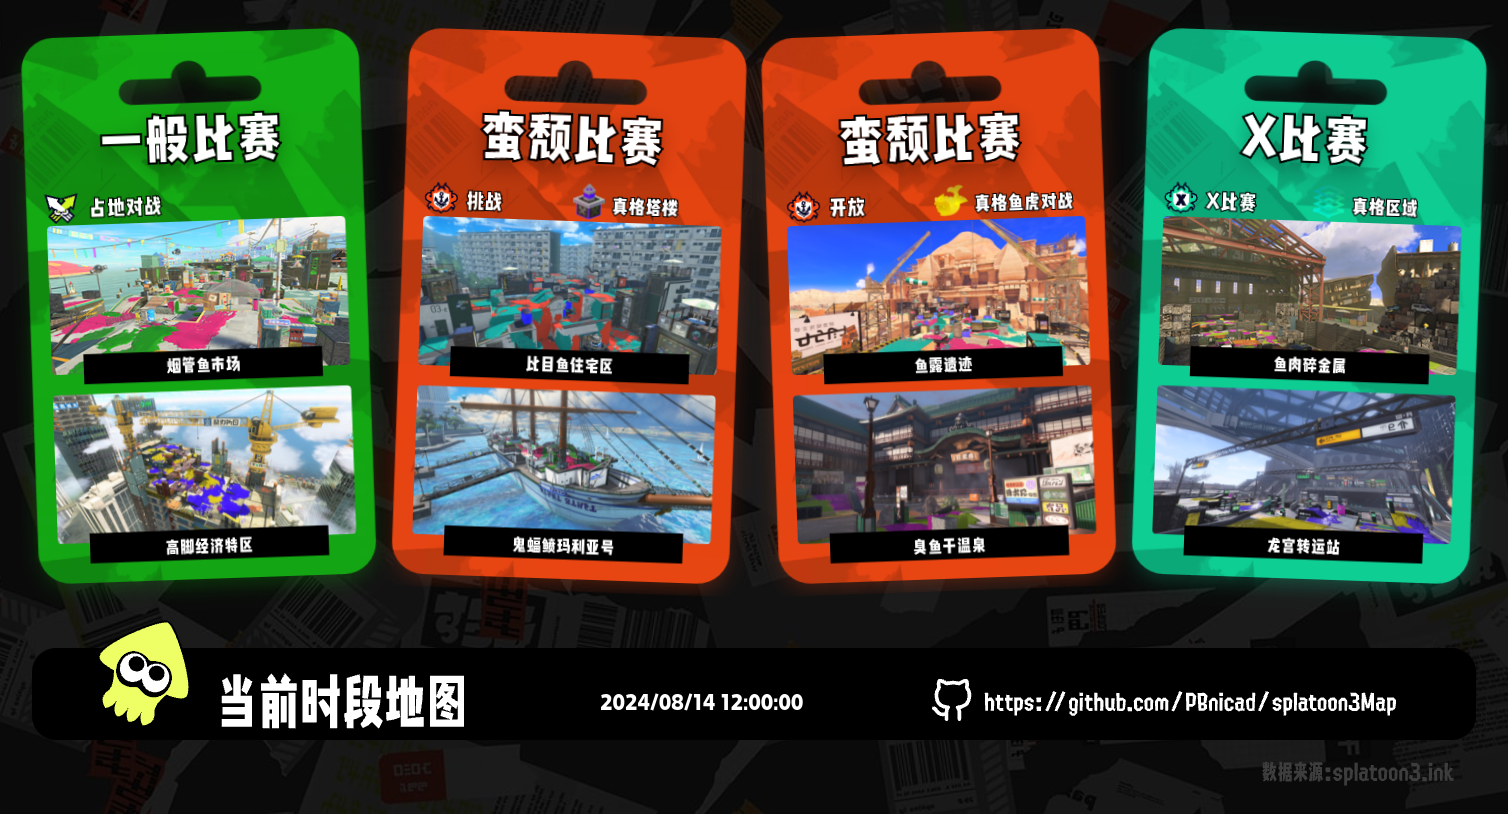 一般比赛
占地对战
烟管鱼市场
高脚经济特区
蛮颓比赛
挑战
真格塔楼
比目鱼住宅区
鬼蝠鲼玛利亚号
蛮颓比赛
开放
真格鱼虎对战
鱼露遗迹
臭鱼干温泉
X比赛
X比赛
真格区域
鱼肉碎金属
龙宫转运站
当前时段地图
2024/08/14 12:00:00
https://github.com/PBnicad/splatoon3Map
数据来源:splatoon3.ink